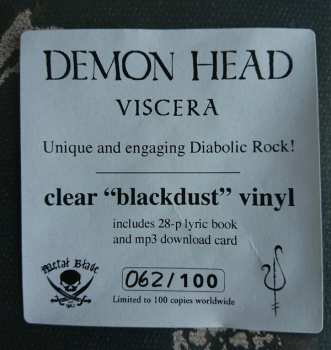 DEMON HEAD
VISCERA
Unique and engaging Diabolic Rock!
clear “blackdust” vinyl
includes 28-p lyric book
and mp3 download card
Metal Blade
062/100
Limited to 100 copies worldwide